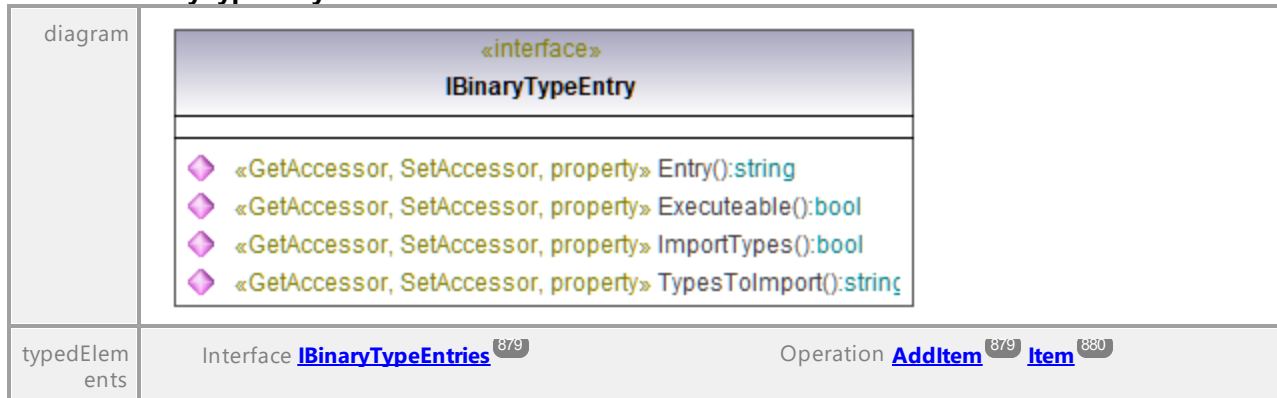 diagram
«interface»
IBinaryTypeEntry
«GetAccessor, SetAccessor, property» Entry():string
«GetAccessor, SetAccessor, property» Executeable():bool
«GetAccessor, SetAccessor, property» ImportTypes():bool
«GetAccessor, SetAccessor, property» TypesToImport():string
typedElem
ents
Interface IBinaryTypeEntries 879 Operation AddItem 879 Item 880